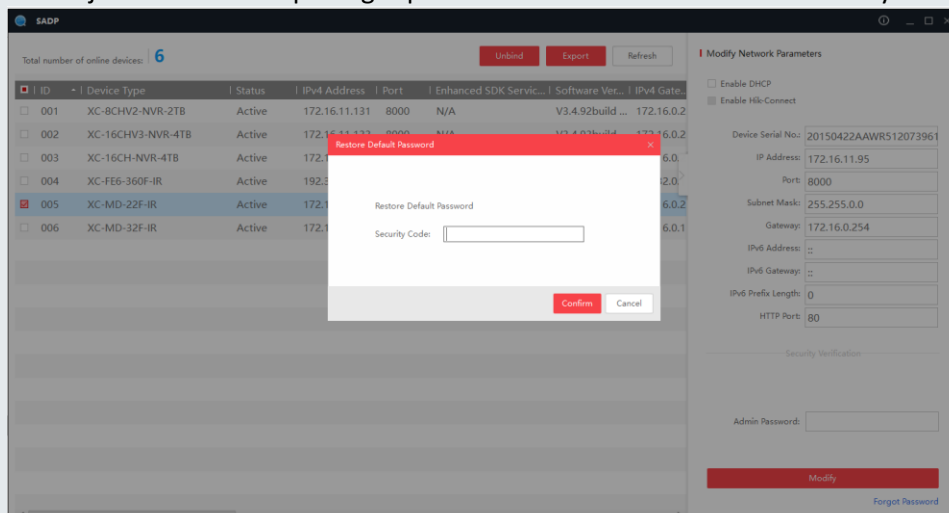 SADP
Total number of online devices: 6
Unbind Export Refresh
ID Device Type Status IPv4 Address Port Enhanced SDK Servic... Software Ver... IPv4 Gate..
001 XC-8CHV2-NVR-2TB Active 172.16.11.131 8000 N/A V3.4.92build ... 172.16.0.2
002 XC-16CHV3-NVR-4TB Active
003 XC-16CH-NVR-4TB Active
004 XC-FE6-360F-IR Active
005 XC-MD-22F-IR Active
006 XC-MD-32F-IR Active
Restore Default Password
Restore Default Password
Security Code:
Confirm Cancel
Modify Network Parameters
Enable DHCP
Enable Hik-Connect
Device Serial No.: 20150422AAWR512073961
IP Address: 172.16.11.95
Port: 8000
Subnet Mask: 255.255.0.0
Gateway: 172.16.0.254
IPv6 Address: ::
IPv6 Gateway: ::
IPv6 Prefix Length: 0
HTTP Port: 80
Security Verification
Admin Password:
Modify
Forgot Password